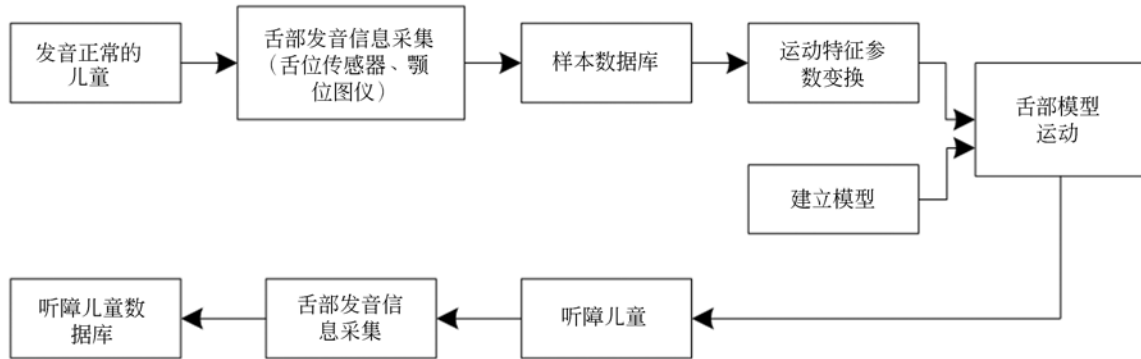 发音正常的
儿童
舌部发音信息采集
（舌位传感器、颚
位图仪）
样本数据库
运动特征参
数变换
舌部模型
运动
建立模型
听障儿童数
据库
舌部发音信
息采集
听障儿童